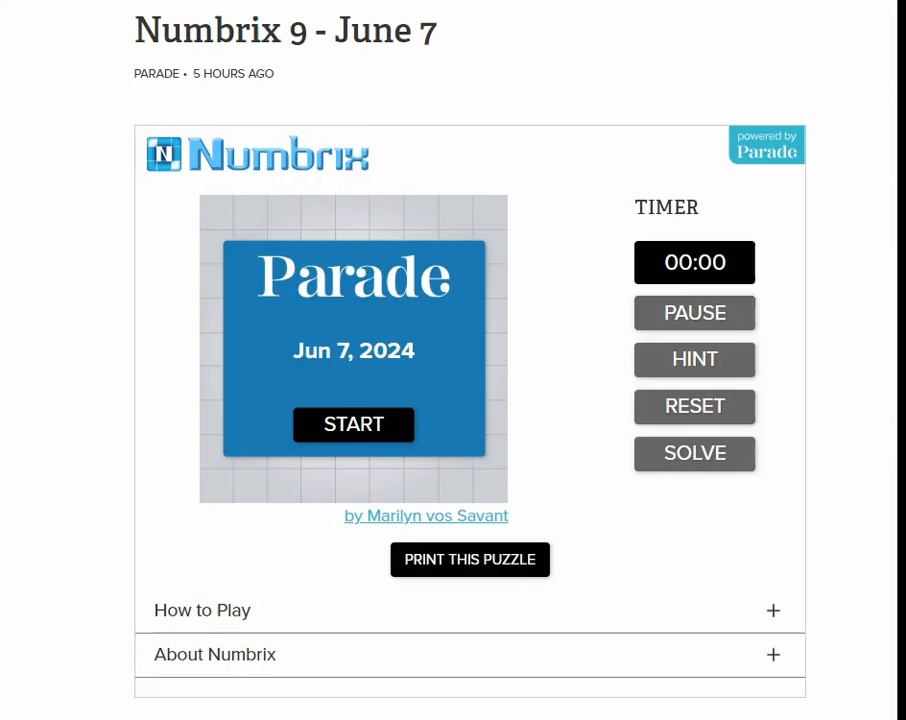 Numbrix 9 - June 7
PARADE • 5 HOURS AGO
N Numbrix
powered by
Parade
TIMER
Parade
00:00
PAUSE
Jun 7, 2024
HINT
RESET
START
SOLVE
by Marilyn vos Savant
PRINT THIS PUZZLE
How to Play +
About Numbrix +